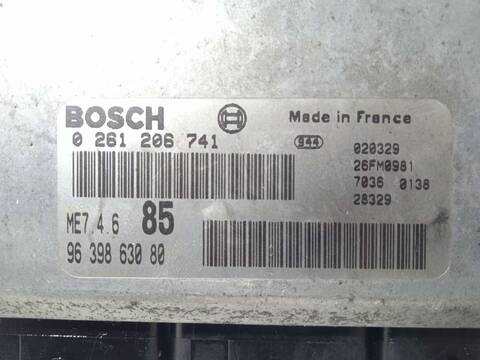 BOSCH
Made in France
0 261 206 741
944
020329
26FM0981
7036 0138
28329
ME7.4.6 85
96 398 630 80